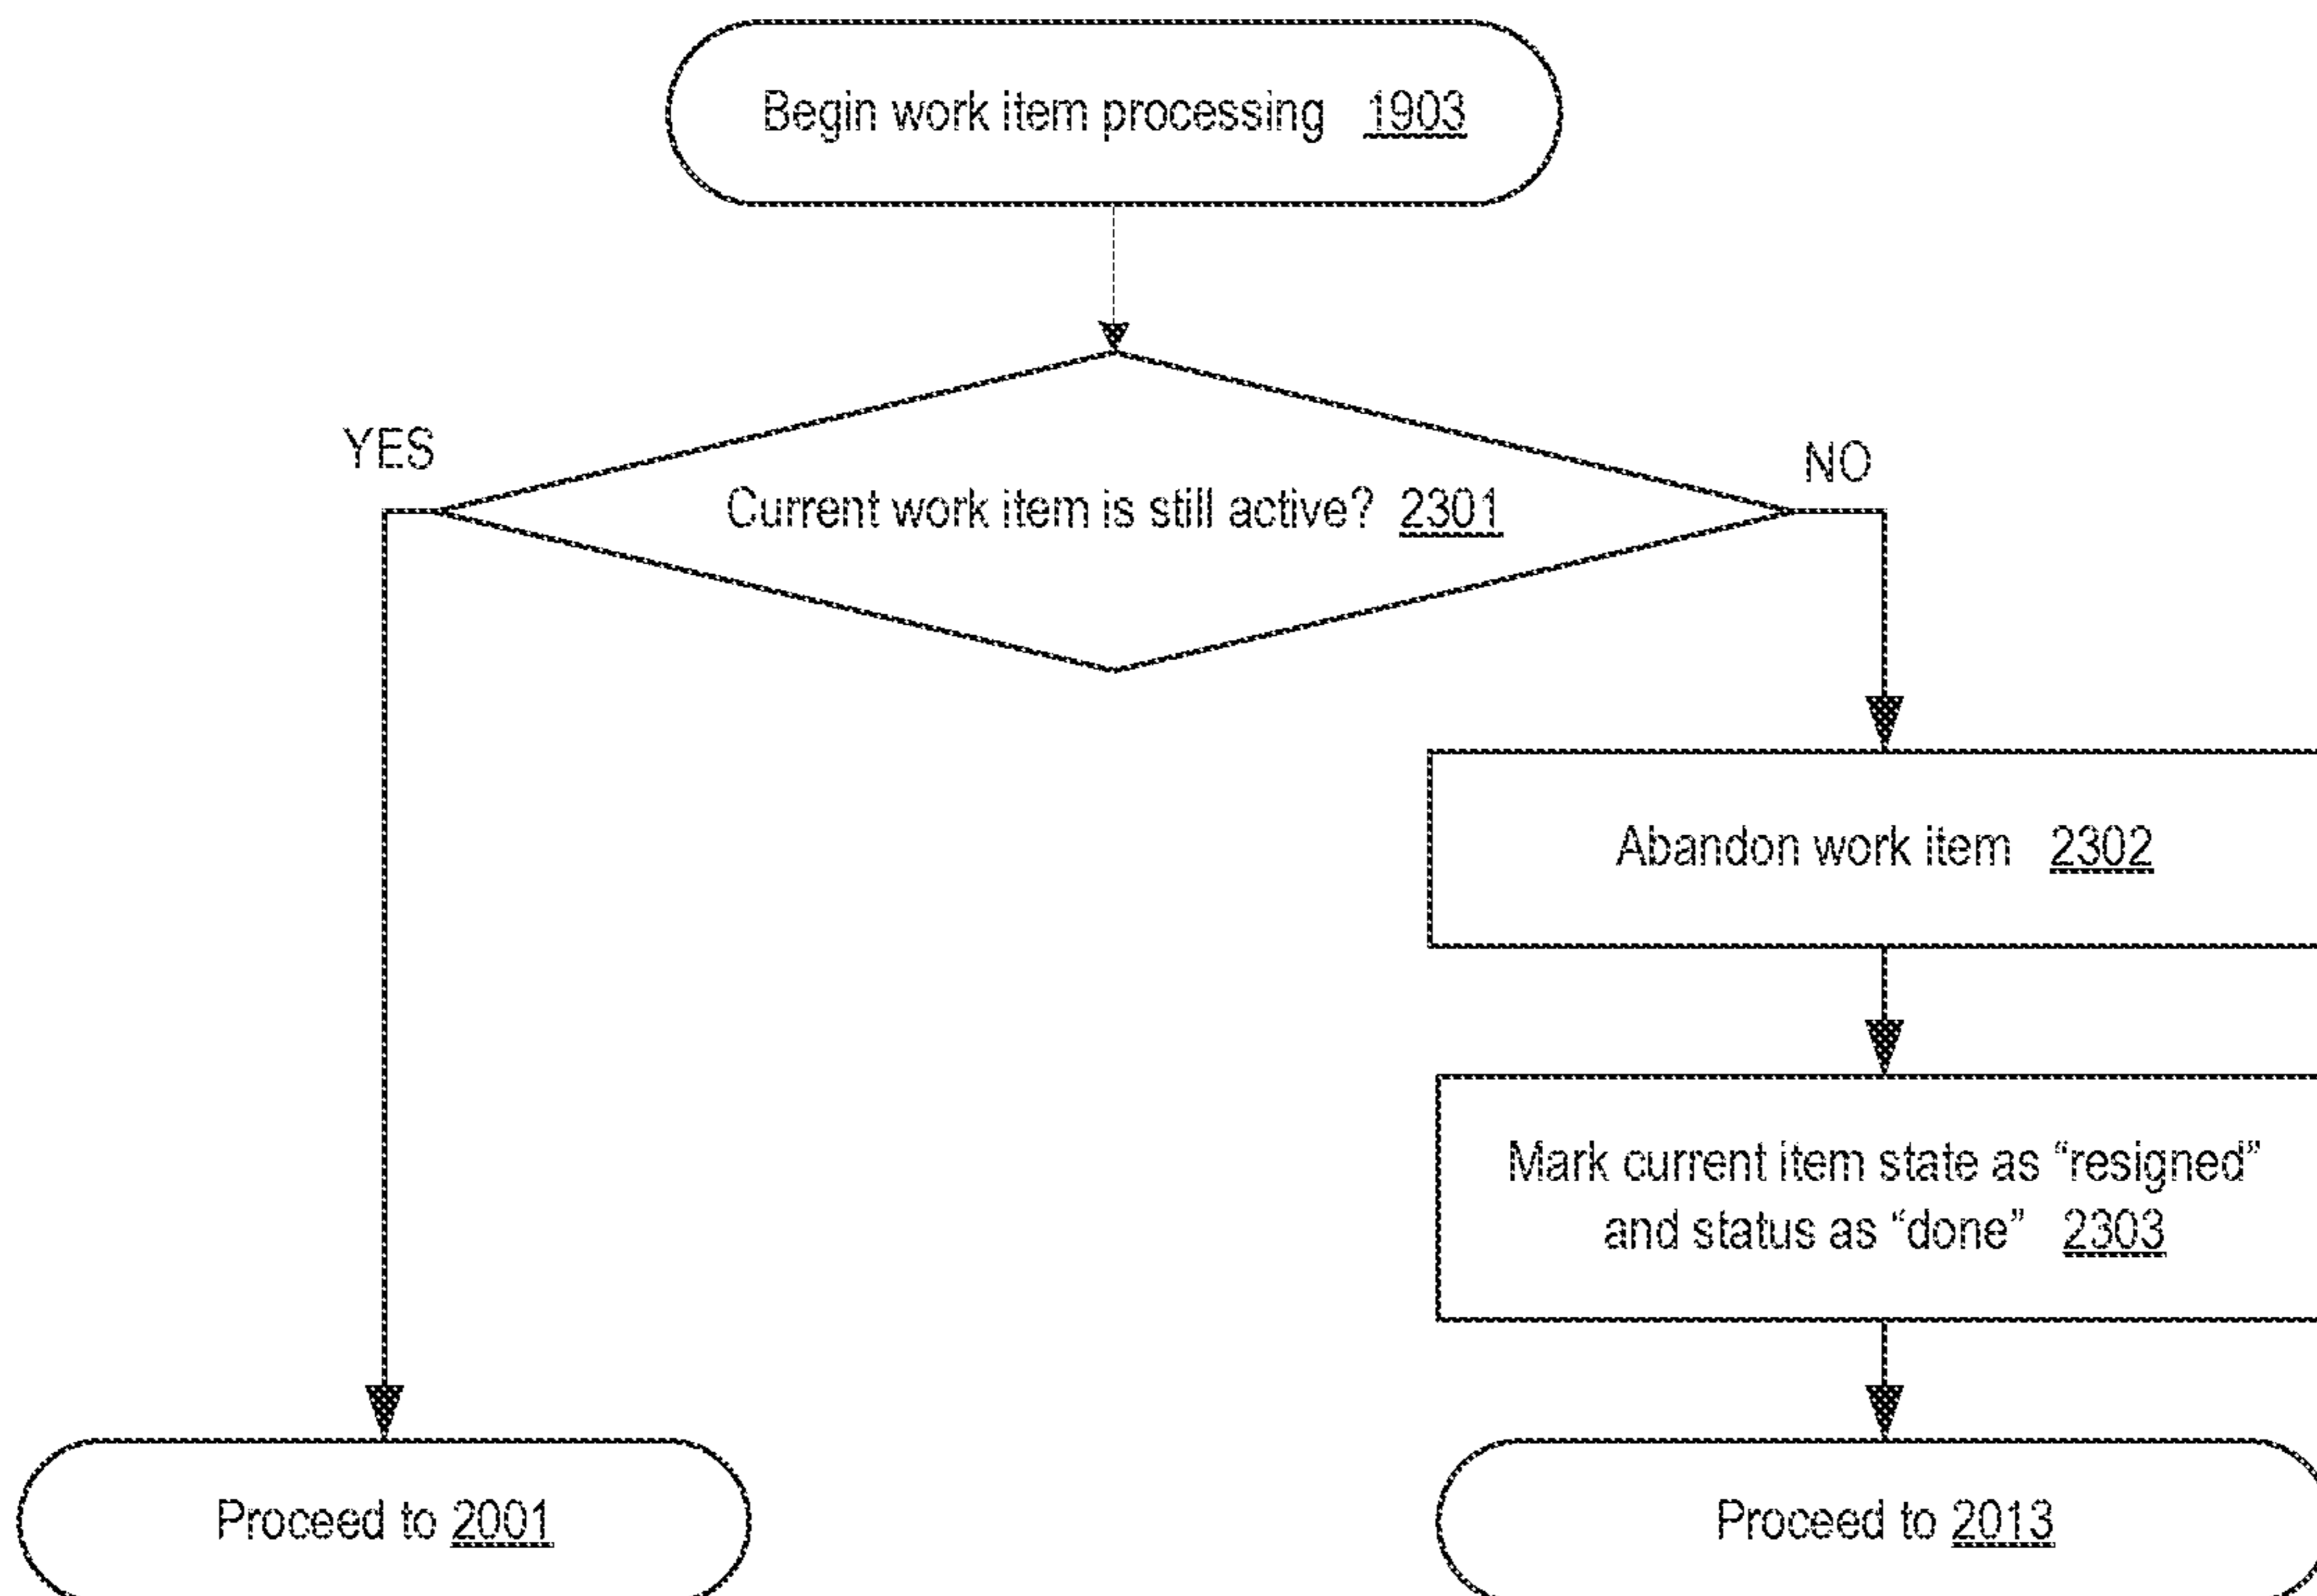 Begin work item processing 1903
YES
NO
Current work item is still active? 2301
Abandon work item 2302
Mark current item state as “resigned”
and status as “done” 2303
Proceed to 2001
Proceed to 2013